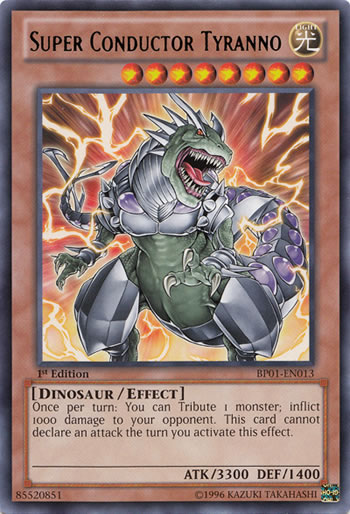 SUPER CONDUCTOR TYRANNO
LIGHT
光
1st Edition
BP01-EN013
[DINOSAUR / EFFECT]
Once per turn: You can Tribute 1 monster; inflict
1000 damage to your opponent. This card cannot
declare an attack the turn you activate this effect.
ATK/3300 DEF/1400
85520851
©1996 KAZUKI TAKAHASHI